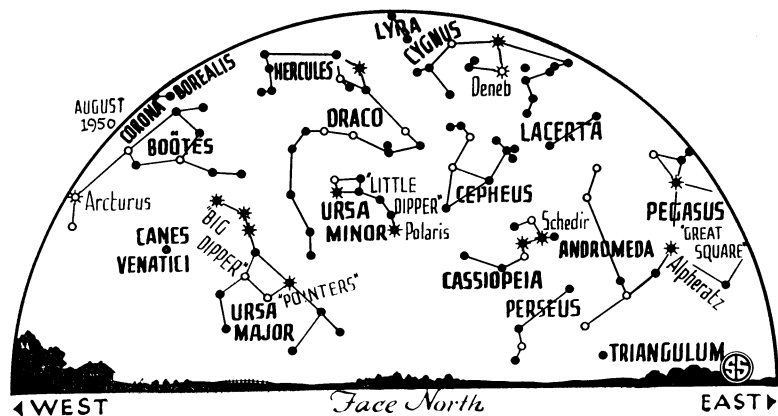 LYRA
CYGNUS
HERCULES
Deneb
CORONA BOREALIS
AUGUST
1950
BOÖTES
DRACO
LACERTA
Arcturus
"LITTLE
DIPPER"
URSA
MINOR
Polaris
CEPHEUS
PEGASUS
"GREAT
SQUARE"
"BIG
DIPPER"
CANES
VENATICI
Schedir
ANDROMEDA
Alpheratz
CASSIOPEIA
"POINTERS"
URSA
MAJOR
PERSEUS
TRIANGULUM
SS
WEST
Face North
EAST